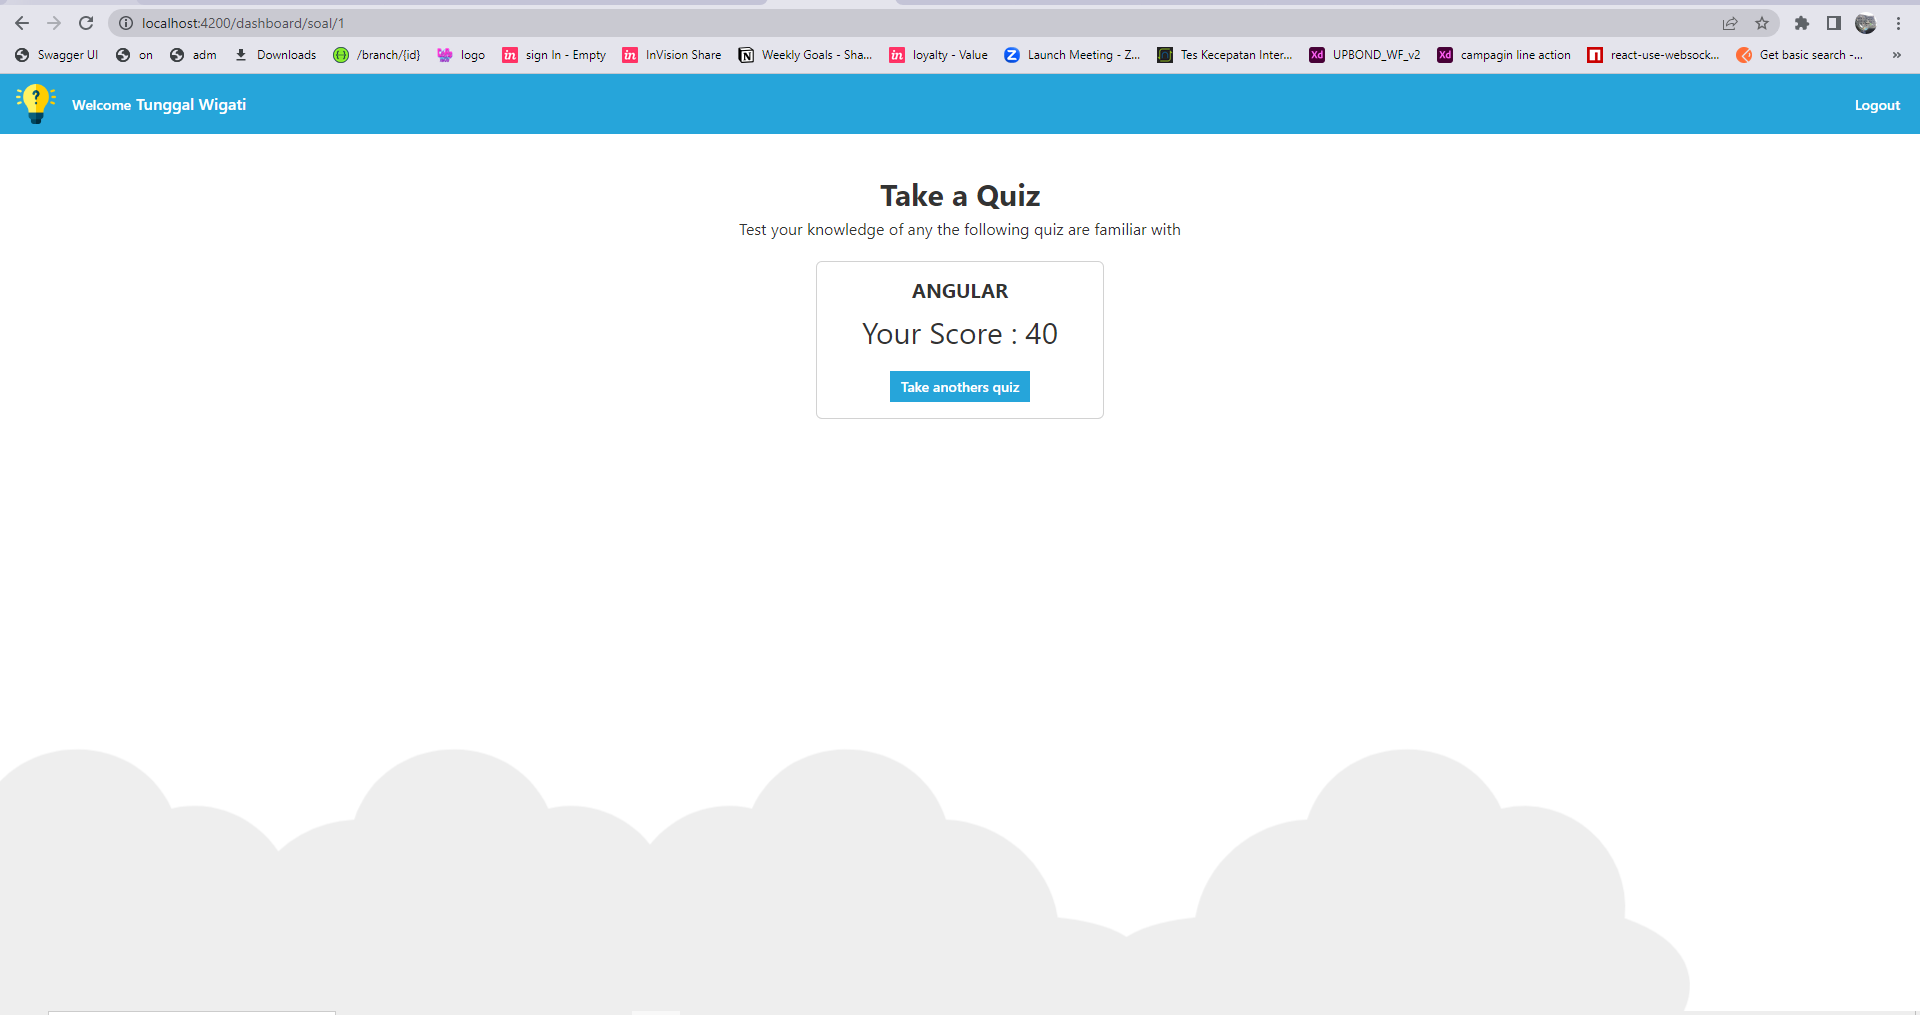 localhost:4200/dashboard/soal/1
Swagger UI on adm Downloads /branch/{id} logo sign In - Empty InVision Share Weekly Goals - Sha... loyalty - Value Launch Meeting - Z... Tes Kecepatan Inter... UPBOND_WF_v2 campagin line action react-use-websock... Get basic search -... »
Welcome Tunggal Wigati Logout
Take a Quiz
Test your knowledge of any the following quiz are familiar with
ANGULAR
Your Score : 40
Take anothers quiz